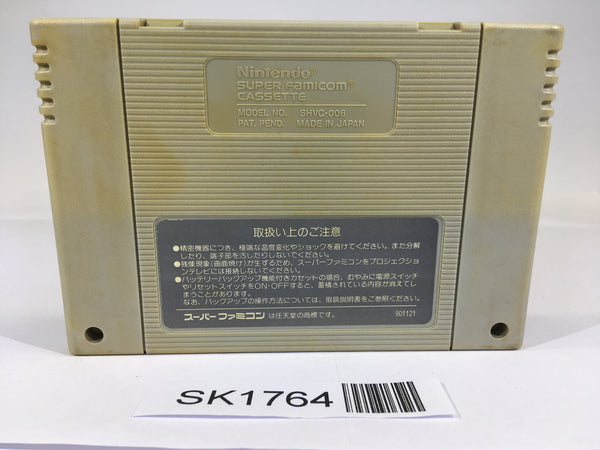 Nintendo®
SUPER FAMICOM™
CASSETTE
MODEL NO. SHVC-006
PAT. PEND. MADE IN JAPAN
取扱い上のご注意
●精密機器につき、極端な温度変化やショックを避けてください。また分解
したり、端子部を汚したりしないでください。
●残像現象(画面焼け)が生ずるため、スーパーファミコンをプロジェクショ
ンテレビには接続しないでください。
●バッテリーバックアップ機能付きカセットの場合、むやみに電源スイッチ
やリセットスイッチをON・OFFすると、蓄積されている内容が消えてし
まうことがあります。
なお、バックアップの操作方法については、取扱説明書をご参照ください。
スーパーファミコン は任天堂の商標です。 901121
SK1764